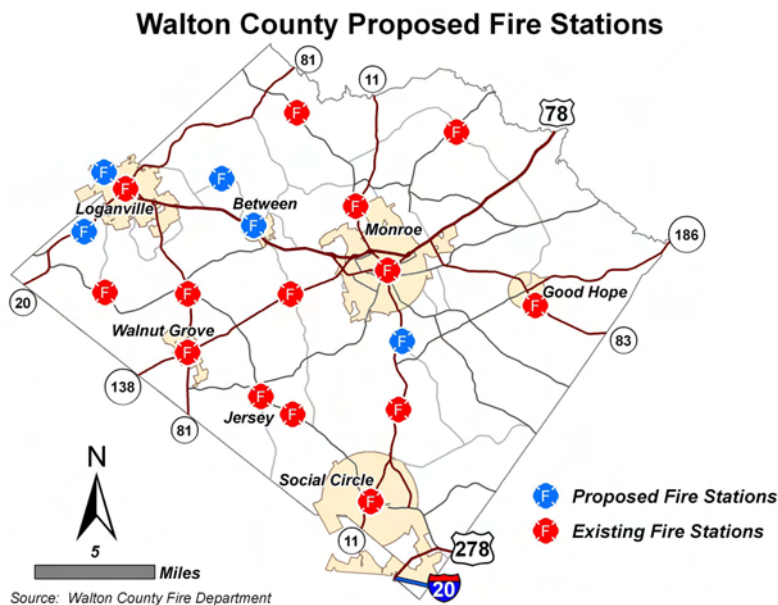 Walton County Proposed Fire Stations
81
11
78
F
F
F
F
F
Loganville
Between
F
Monroe
186
F
F
F
20
F
F
F
Good Hope
F
Walnut Grove
F
F
83
138
81
F
Jersey
F
F
N
Social Circle
F
11
278
20
F Proposed Fire Stations
F Existing Fire Stations
5
Miles
Source: Walton County Fire Department